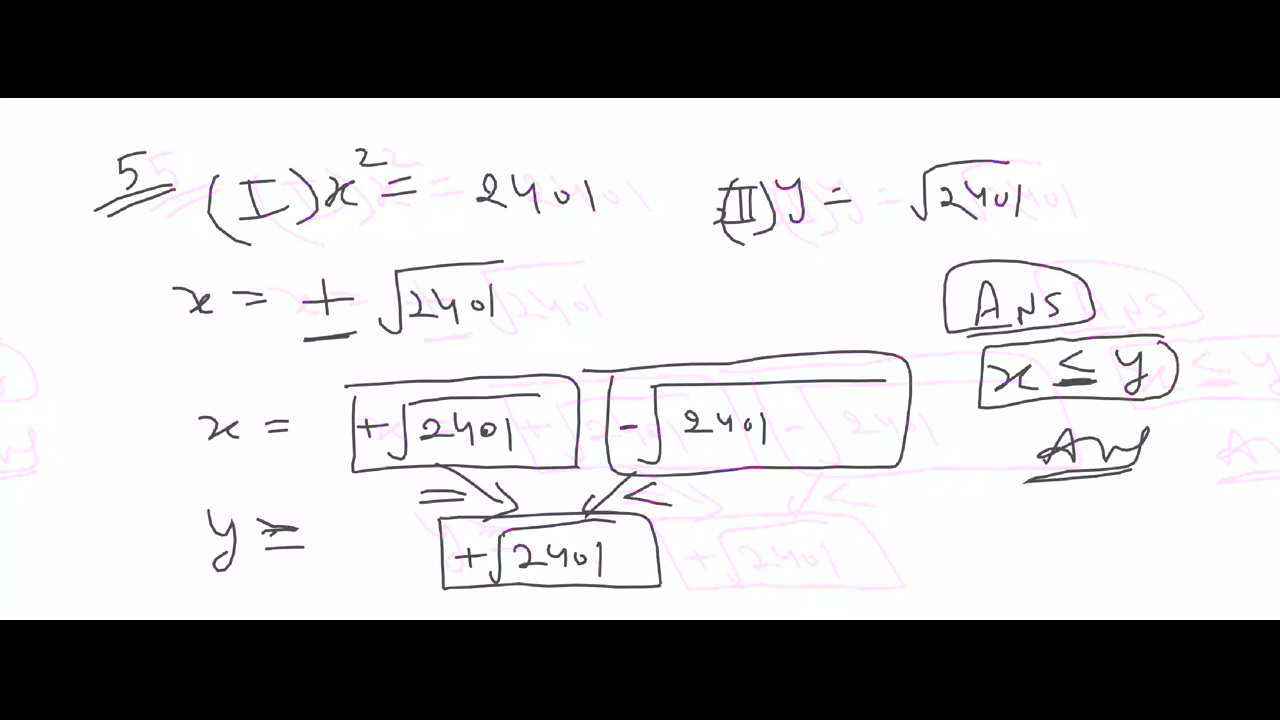 5 (I) x² = 2401 (II) y = √2401
x = ± √2401
Ans
x ≤ y
x = +√2401 -√2401
Ans
= <
y = +√2401